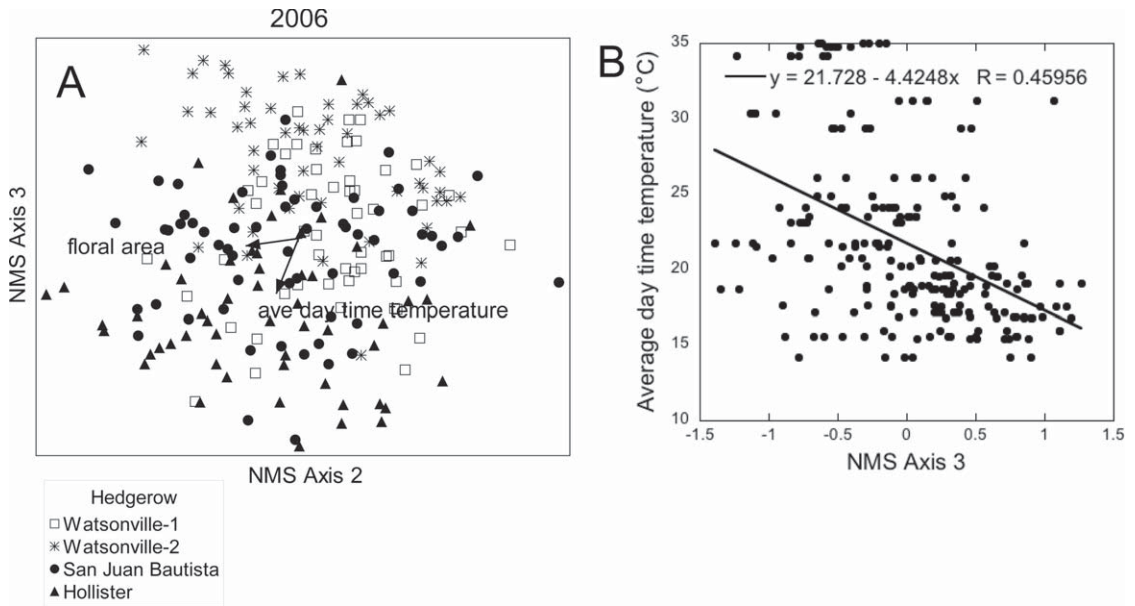 2006
A
NMS Axis 3
floral area
ave day time temperature
NMS Axis 2
Hedgerow
Watsonville-1
Watsonville-2
San Juan Bautista
Hollister
B
Average day time temperature (°C)
35
30
25
20
15
10
y = 21.728 - 4.4248x R = 0.45956
-1.5 -1 -0.5 0 0.5 1 1.5
NMS Axis 3